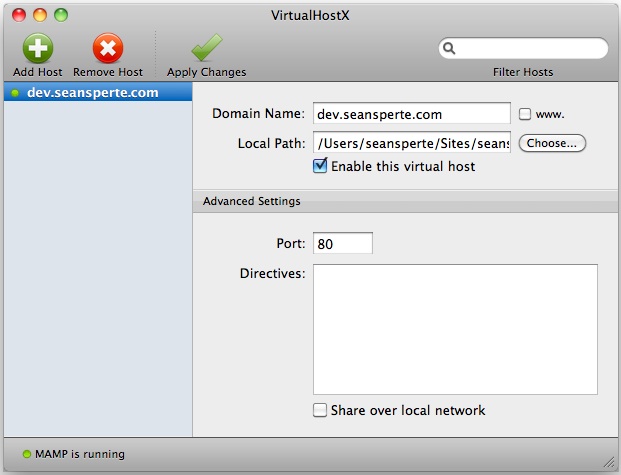 VirtualHostX
Add Host Remove Host Apply Changes Filter Hosts
dev.seansperte.com
Domain Name: dev.seansperte.com www.
Local Path: /Users/seansperte/Sites/seans Choose...
Enable this virtual host
Advanced Settings
Port: 80
Directives:
Share over local network
MAMP is running